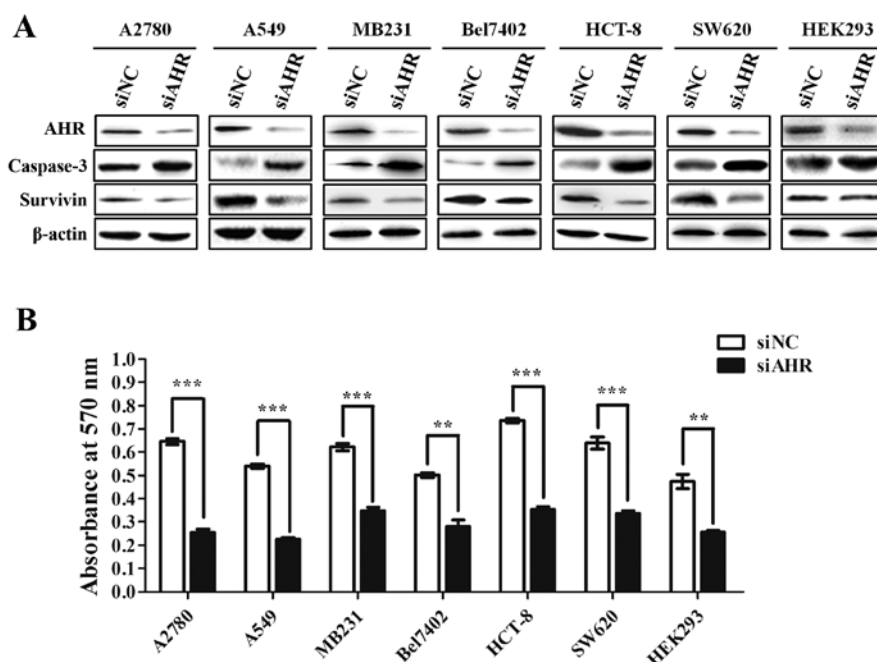 A
A2780 A549 MB231 Bel7402 HCT-8 SW620 HEK293
siNC siAHR siNC siAHR siNC siAHR siNC siAHR siNC siAHR siNC siAHR siNC siAHR
AHR
Caspase-3
Survivin
β-actin
B
siNC
siAHR
Absorbance at 570 nm
1.0
0.9
0.8
0.7
0.6
0.5
0.4
0.3
0.2
0.1
0.0
*** *** *** ** *** *** **
A2780 A549 MB231 Bel7402 HCT-8 SW620 HEK293